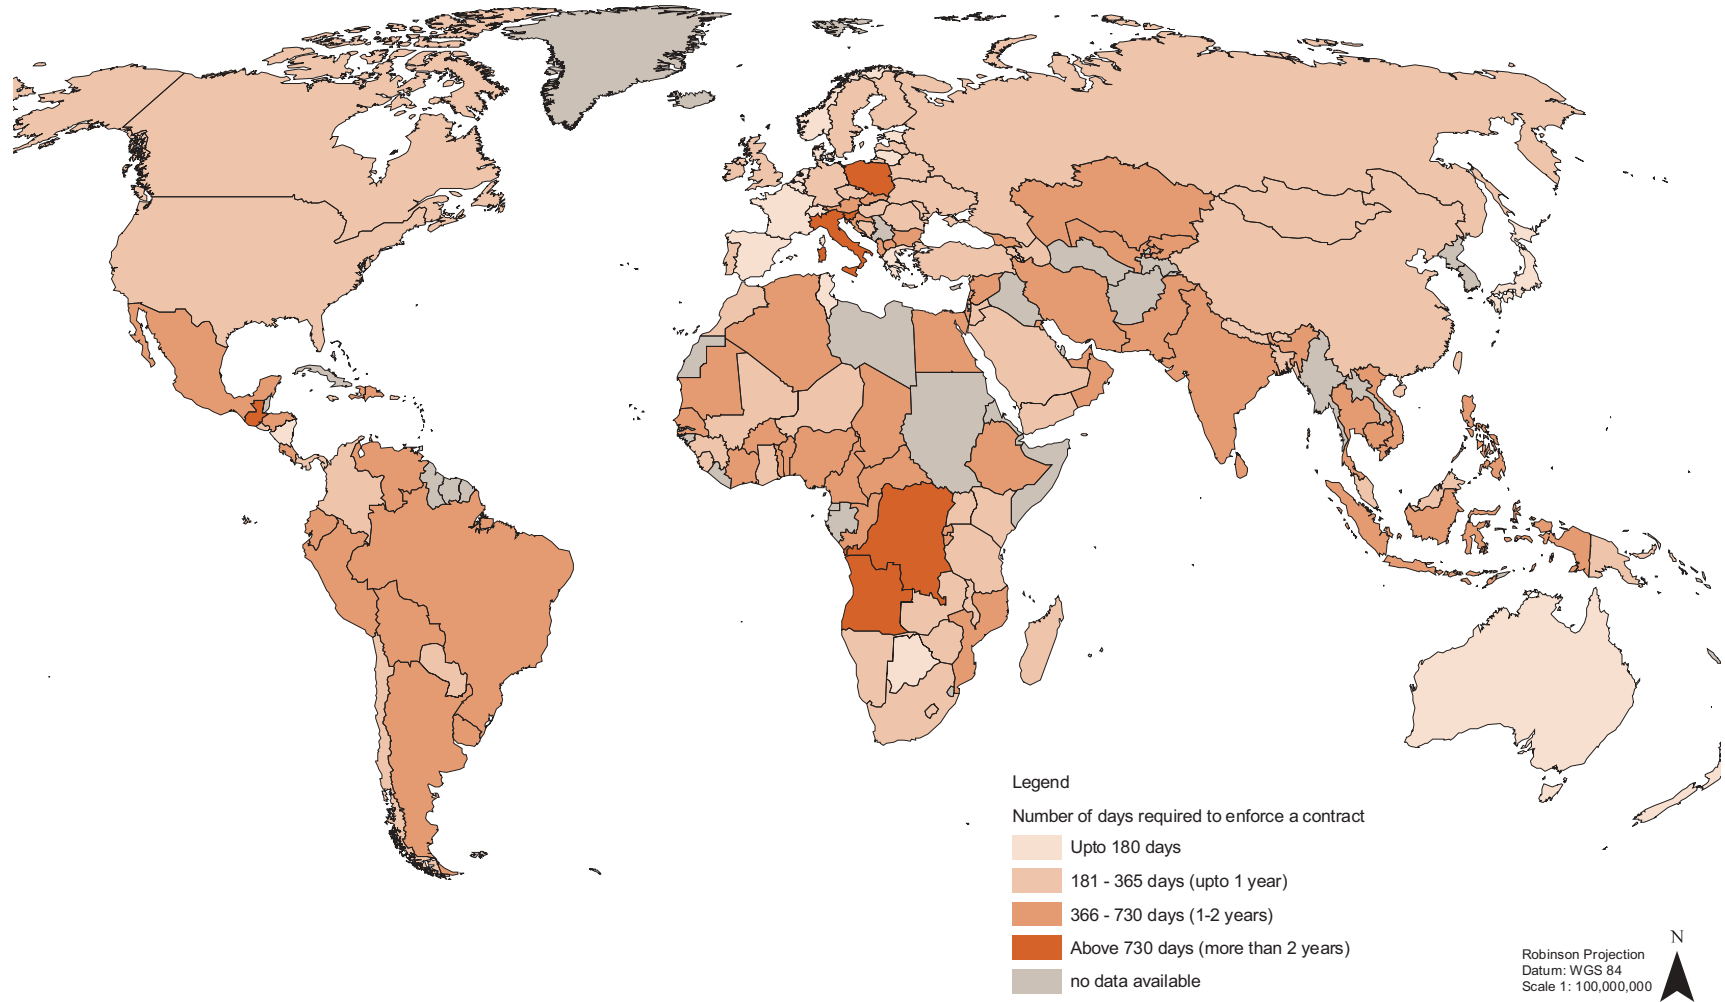 Legend
Number of days required to enforce a contract
Upto 180 days
181 - 365 days (upto 1 year)
366 - 730 days (1-2 years)
Above 730 days (more than 2 years)
no data available
N
Robinson Projection
Datum: WGS 84
Scale 1: 100,000,000